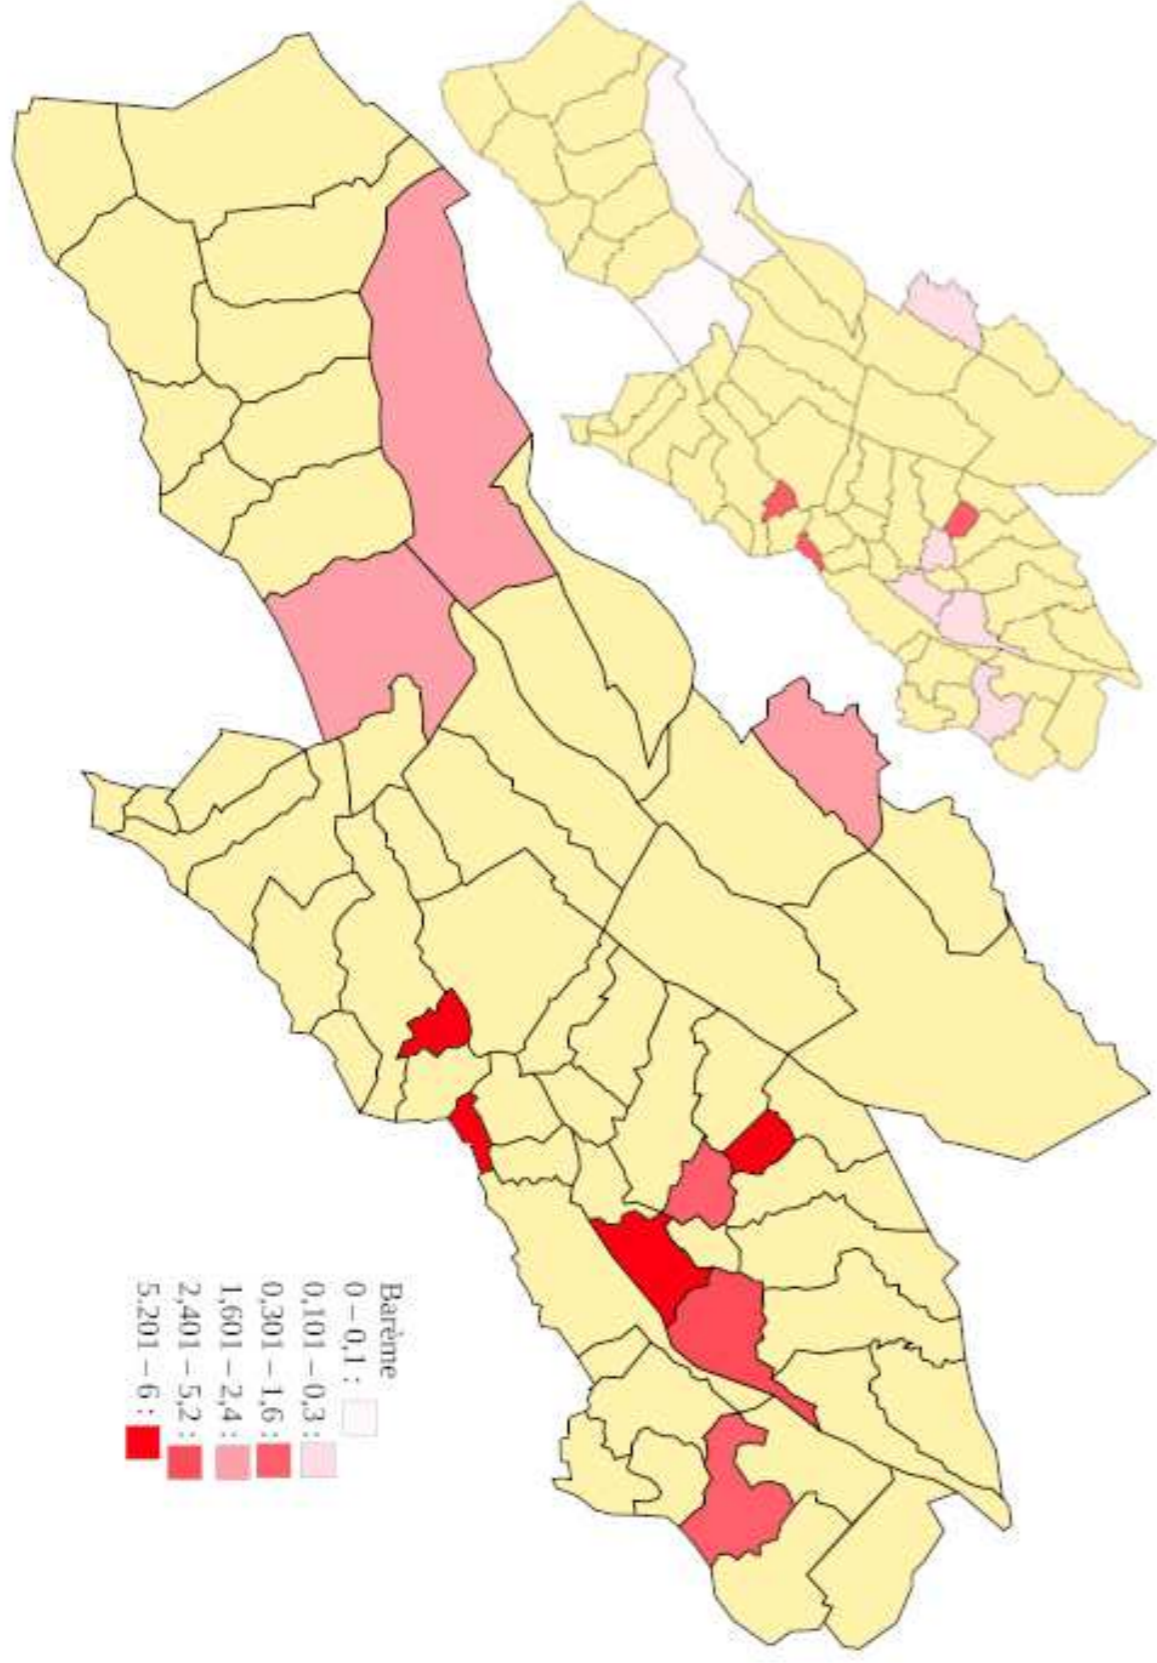 Barème
0 – 0,1 :
0,101 – 0,3 :
0,301 – 1,6 :
1,601 – 2,4 :
2,401 – 5,2 :
5.201 – 6 :